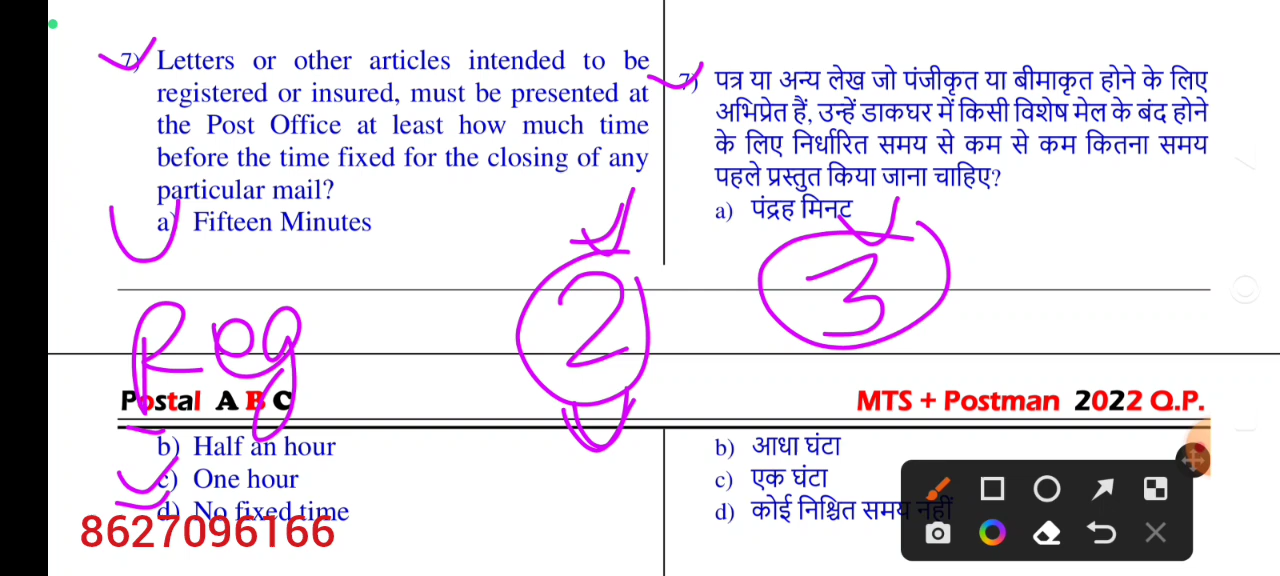 7) Letters or other articles intended to be
registered or insured, must be presented at
the Post Office at least how much time
before the time fixed for the closing of any
particular mail?
a) Fifteen Minutes
7) पत्र या अन्य लेख जो पंजीकृत या बीमाकृत होने के लिए
अभिप्रेत हैं, उन्हें डाकघर में किसी विशेष मेल के बंद होने
के लिए निर्धारित समय से कम से कम कितना समय
पहले प्रस्तुत किया जाना चाहिए?
a) पंद्रह मिनट
Reg
2
3
Postal A B C
MTS + Postman 2022 Q.P.
b) Half an hour
c) One hour
d) No fixed time
8627096166
b) आधा घंटा
c) एक घंटा
d) कोई निश्चित समय नहीं